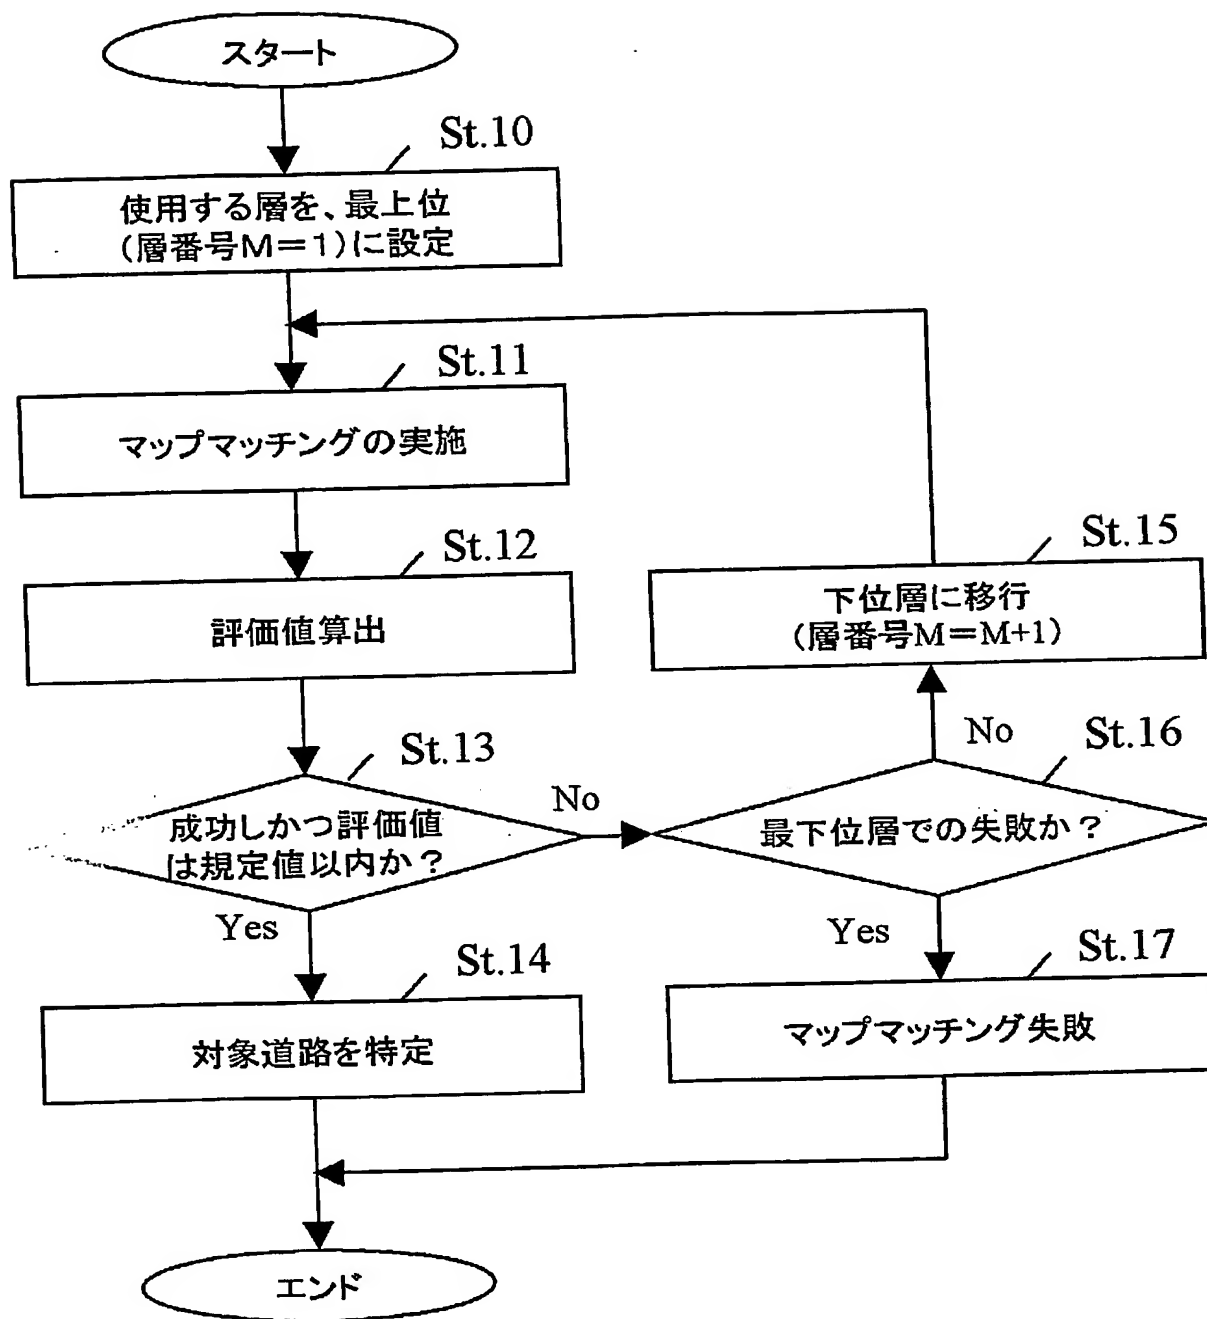 スタート
St.10
使用する層を、最上位
(層番号M＝1)に設定
St.11
マップマッチングの実施
St.12
評価値算出
St.13
成功しかつ評価値
は規定値以内か？
No
Yes
St.14
対象道路を特定
St.15
下位層に移行
(層番号M＝M+1)
No
St.16
最下位層での失敗か？
Yes
St.17
マップマッチング失敗
エンド